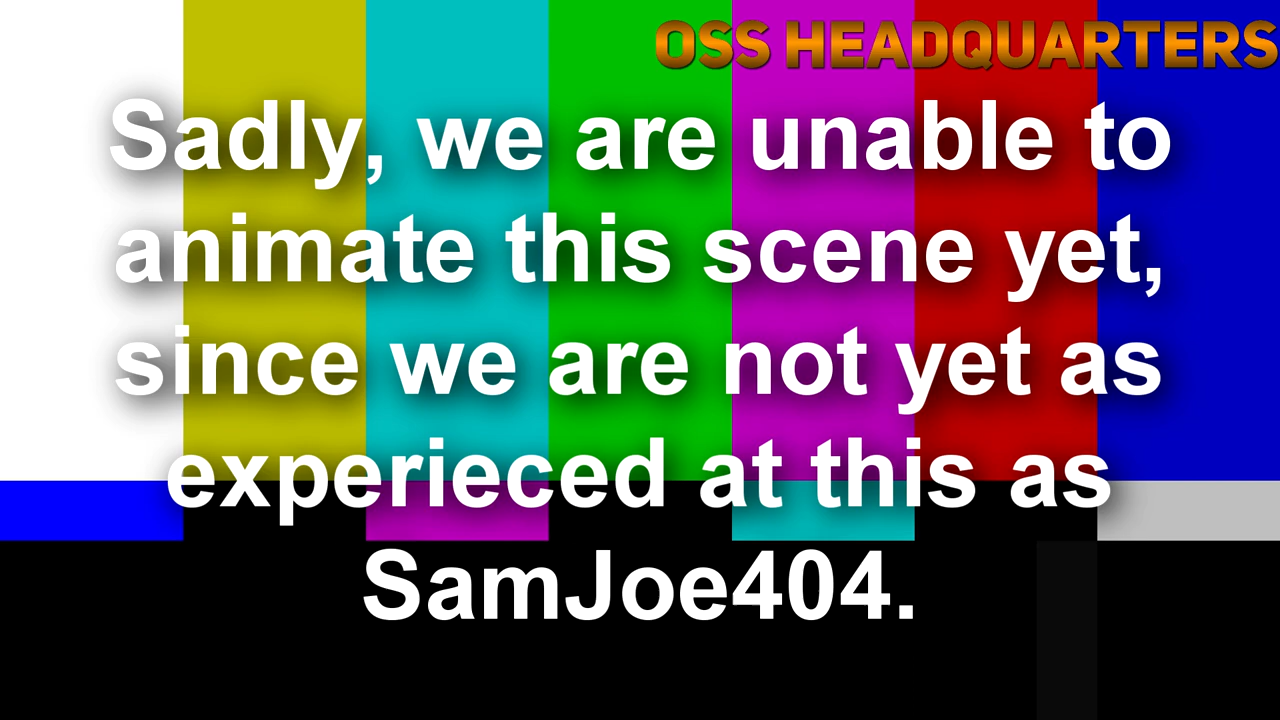 OSS HEADQUARTERS
Sadly, we are unable to
animate this scene yet,
since we are not yet as
experieced at this as
SamJoe404.